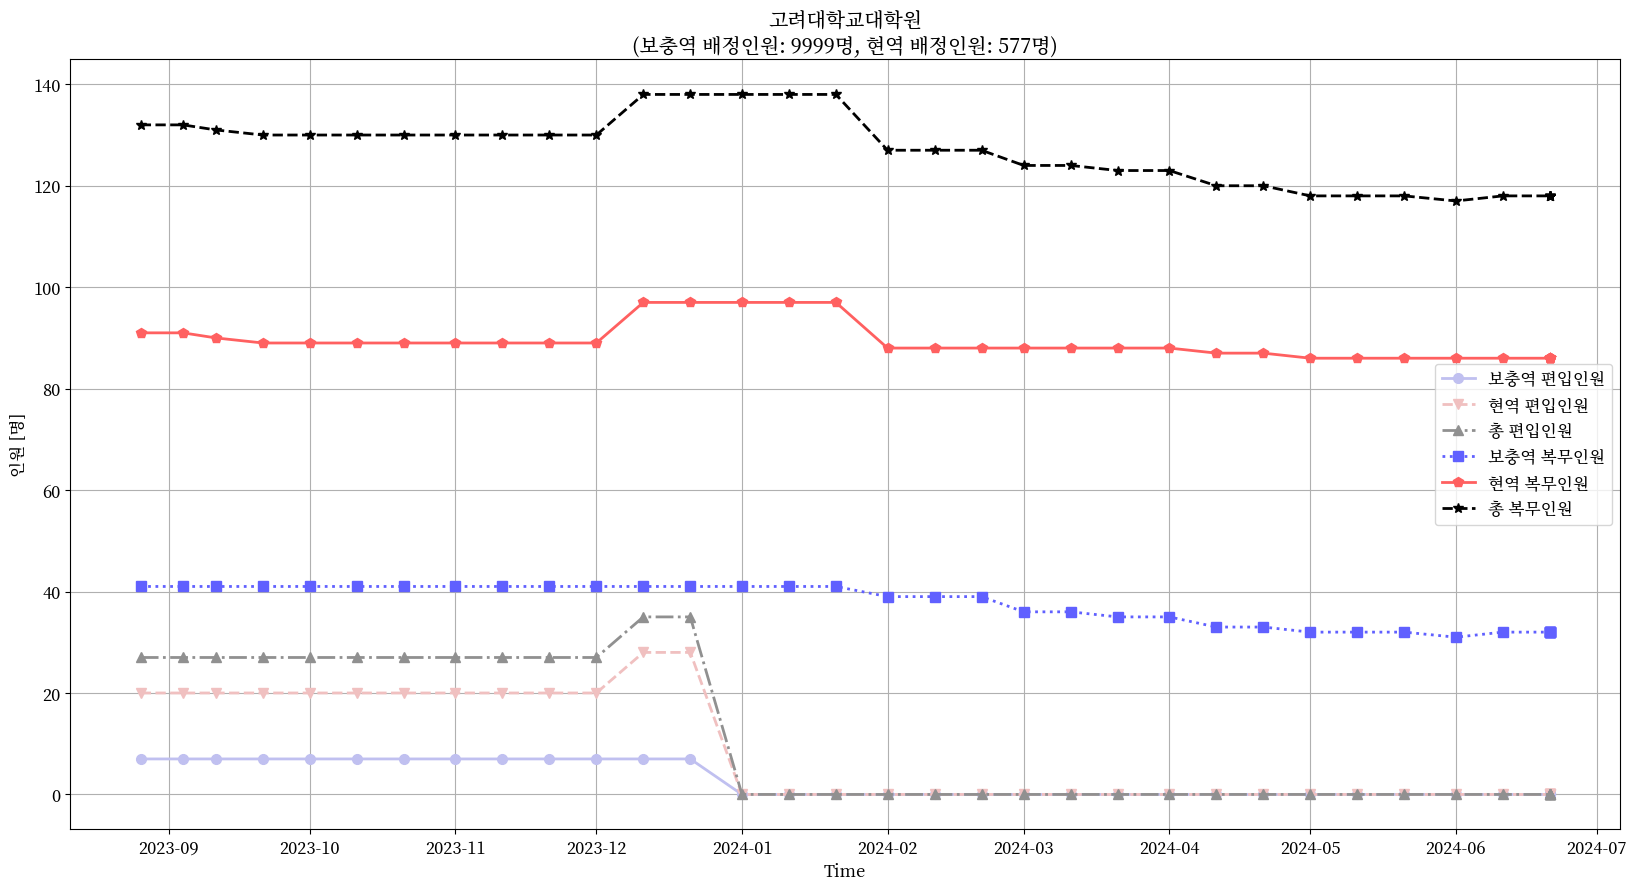 고려대학교대학원
(보충역 배정인원: 9999명, 현역 배정인원: 577명)
140
120
100
80
60
40
20
0
인원 [명]
보충역 편입인원
현역 편입인원
총 편입인원
보충역 복무인원
현역 복무인원
총 복무인원
2023-09 2023-10 2023-11 2023-12 2024-01 2024-02 2024-03 2024-04 2024-05 2024-06 2024-07
Time